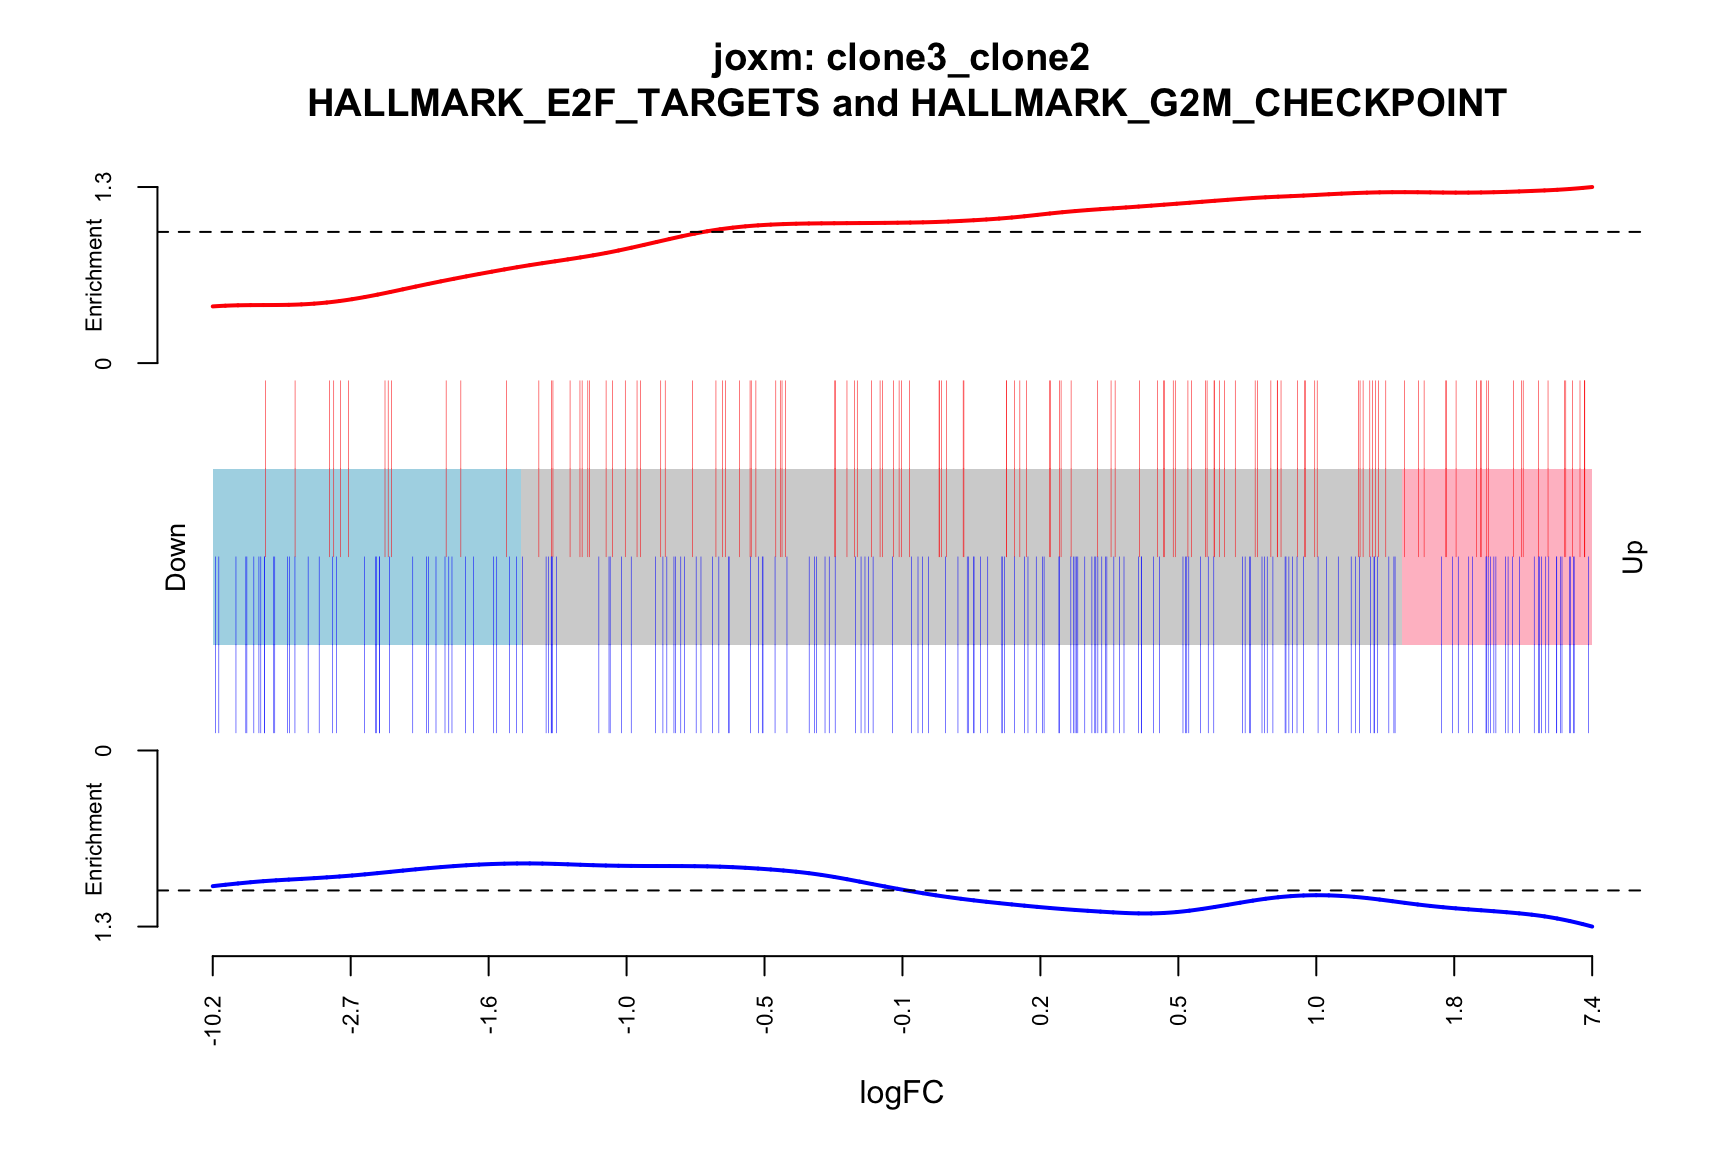 joxm: clone3_clone2
HALLMARK_E2F_TARGETS and HALLMARK_G2M_CHECKPOINT
1.3
Enrichment
0
Down
Up
0
Enrichment
1.3
-10.2
-2.7
-1.6
-1.0
-0.5
-0.1
0.2
0.5
1.0
1.8
7.4
logFC